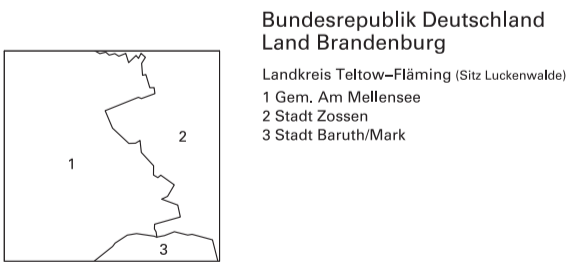 Bundesrepublik Deutschland
Land Brandenburg
Landkreis Teltow–Fläming (Sitz Luckenwalde)
1 Gem. Am Mellensee
2 Stadt Zossen
3 Stadt Baruth/Mark
2
1
3